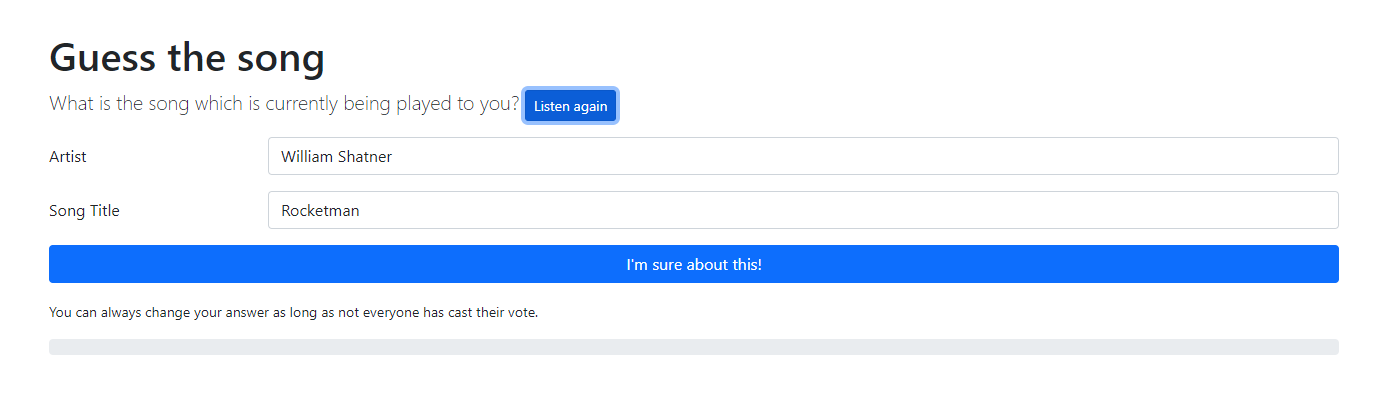 Guess the song
What is the song which is currently being played to you? Listen again
Artist William Shatner
Song Title Rocketman
I'm sure about this!
You can always change your answer as long as not everyone has cast their vote.